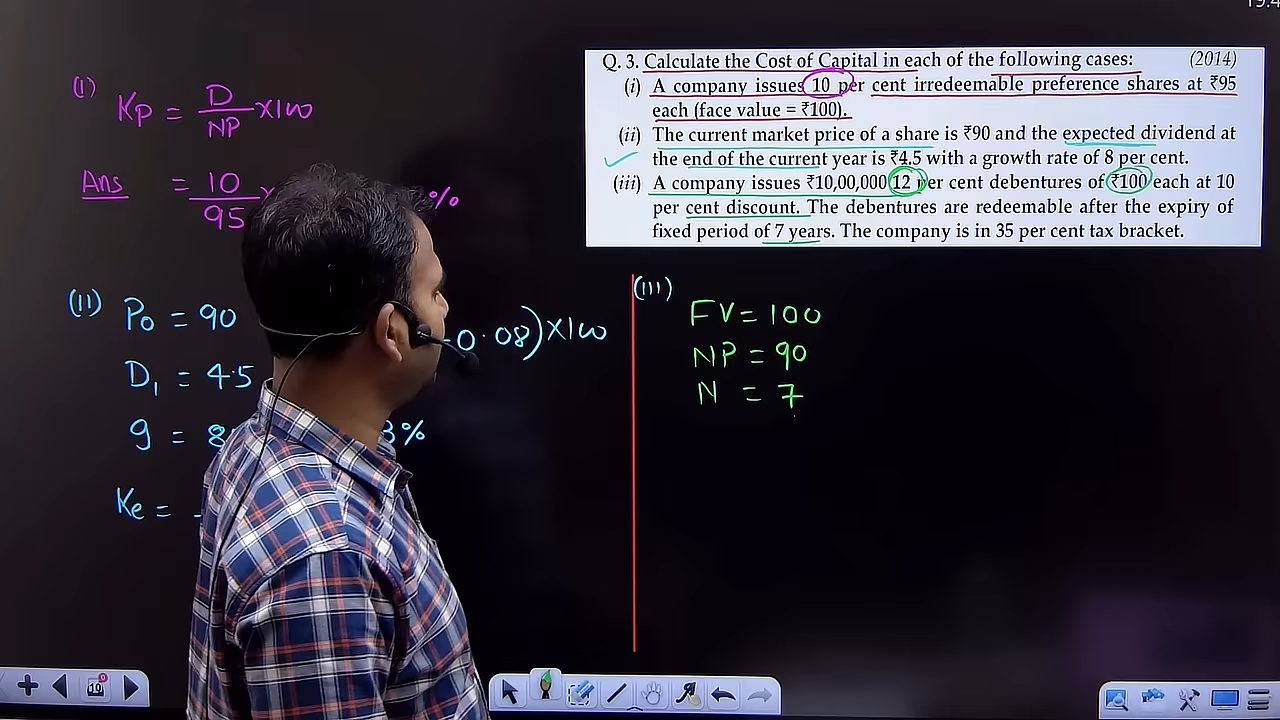 19:4
Q. 3. Calculate the Cost of Capital in each of the following cases: (2014)
(i) A company issues 10 per cent irredeemable preference shares at ₹95
each (face value = ₹100).
(ii) The current market price of a share is ₹90 and the expected dividend at
the end of the current year is ₹4.5 with a growth rate of 8 per cent.
(iii) A company issues ₹10,00,000 12 per cent debentures of ₹100 each at 10
per cent discount. The debentures are redeemable after the expiry of
fixed period of 7 years. The company is in 35 per cent tax bracket.
(I)
Kp = D/NP ×100
Ans = 10/95 %
(II) Po = 90
0.08)×100
D₁ = 4.5
g = 8
3%
Ke =
(III)
FV = 100
NP = 90
N = 7
10